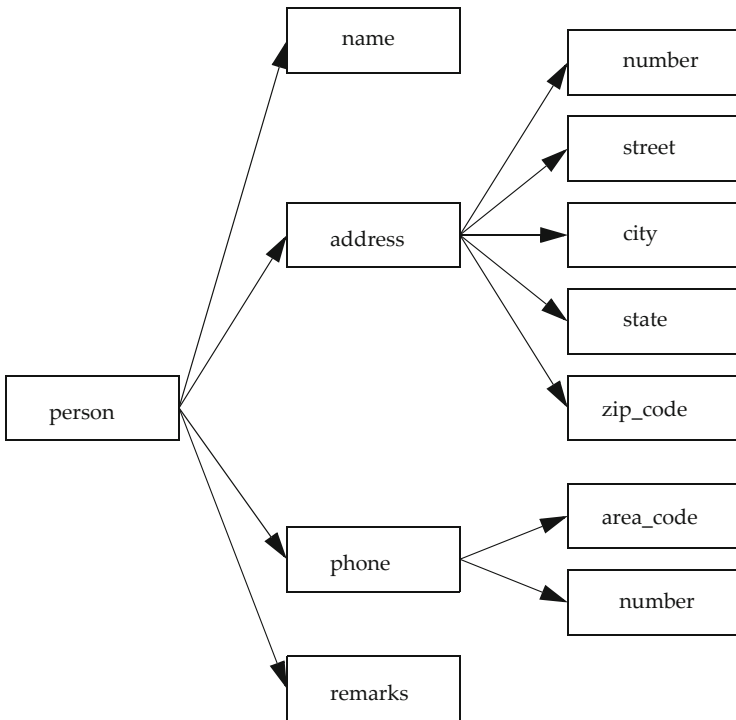 name
number
street
address
city
state
person
zip_code
area_code
phone
number
remarks